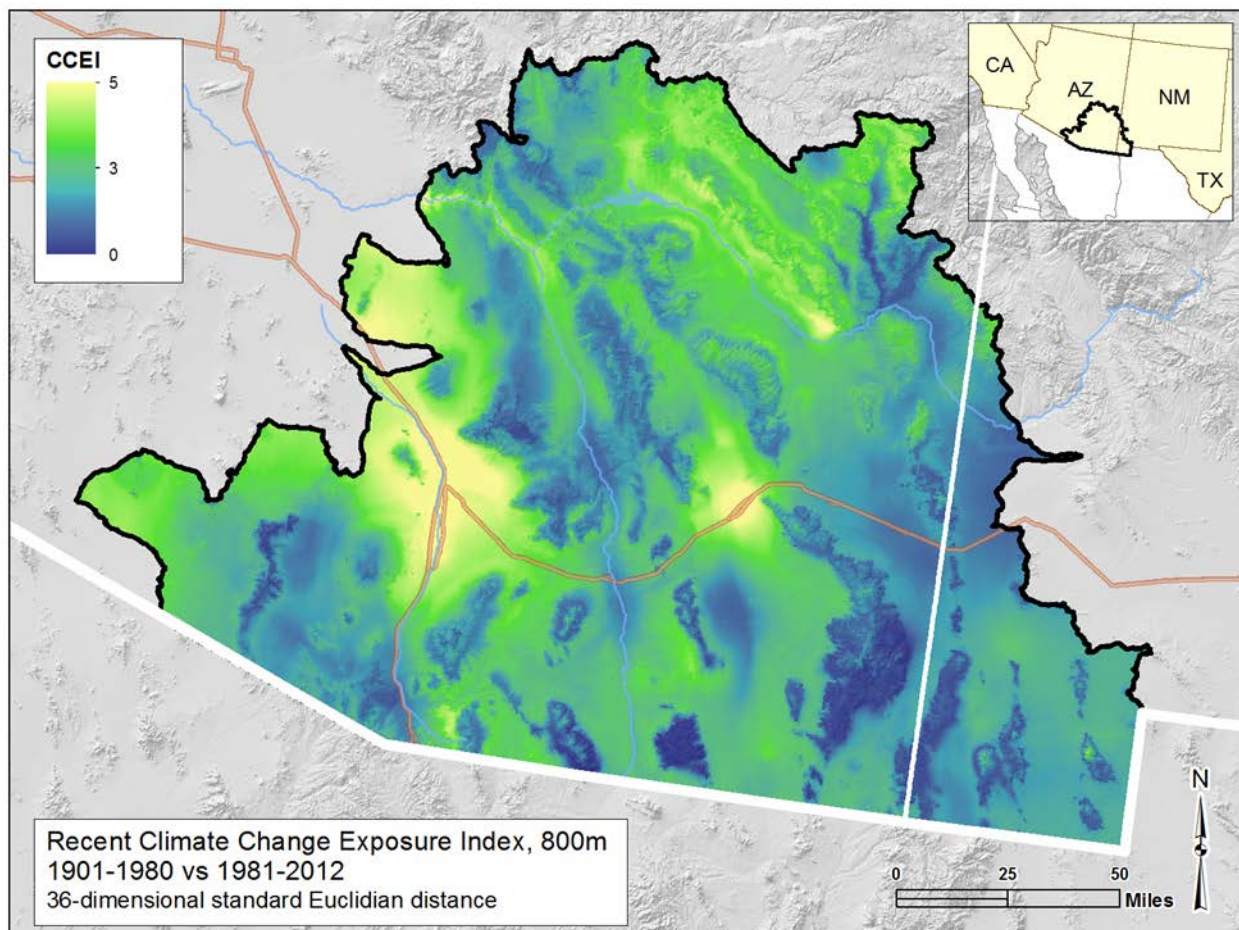 CCEI
5
3
0
CA
AZ
NM
TX
Recent Climate Change Exposure Index, 800m
1901-1980 vs 1981-2012
36-dimensional standard Euclidian distance
N
0 25 50
Miles